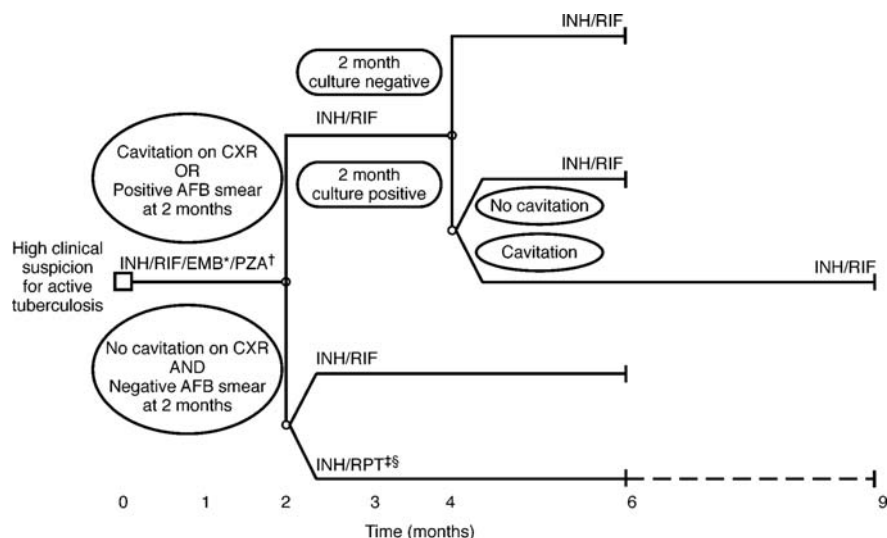 INH/RIF
2 month
culture negative
INH/RIF
Cavitation on CXR
OR
Positive AFB smear
at 2 months
2 month
culture positive
INH/RIF
No cavitation
Cavitation
High clinical
suspicion
for active
tuberculosis
INH/RIF/EMB*/PZA†
INH/RIF
No cavitation on CXR
AND
Negative AFB smear
at 2 months
INH/RIF
INH/RPT‡§
0 1 2 3 4 6 9
Time (months)